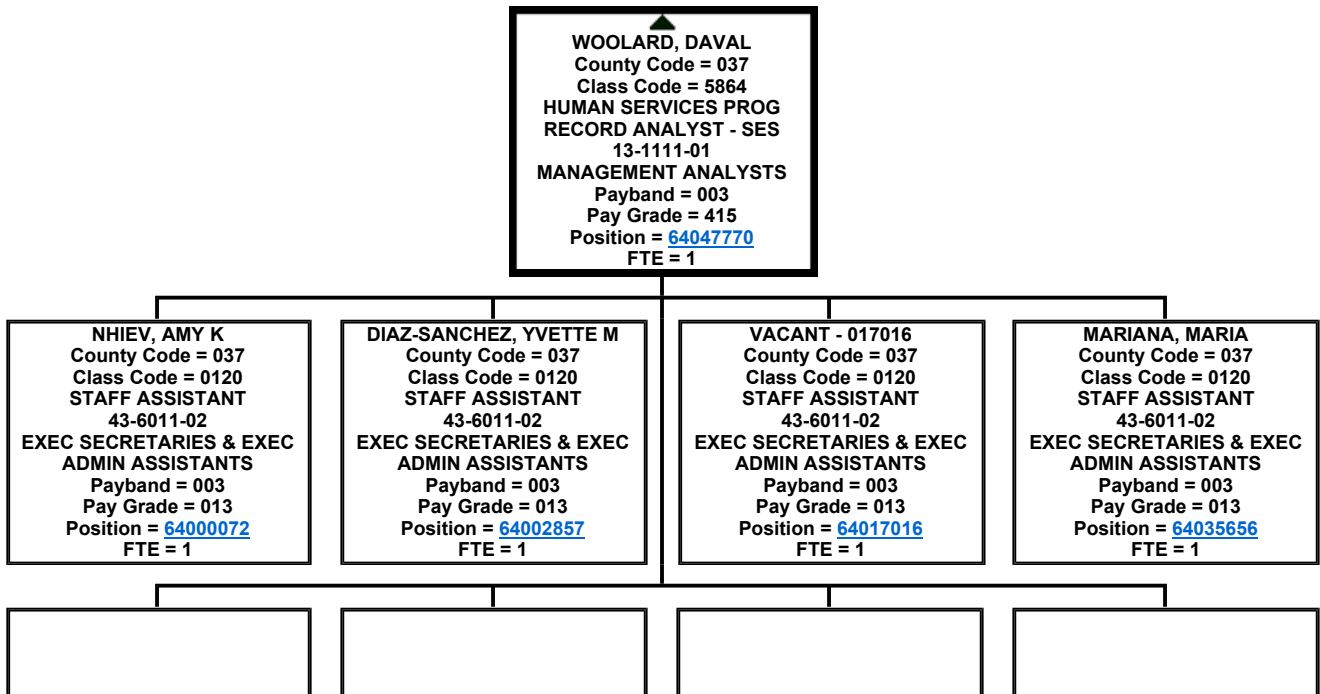 WOOLARD, DAVAL
County Code = 037
Class Code = 5864
HUMAN SERVICES PROG
RECORD ANALYST - SES
13-1111-01
MANAGEMENT ANALYSTS
Payband = 003
Pay Grade = 415
Position = 64047770
FTE = 1
NHIEV, AMY K
County Code = 037
Class Code = 0120
STAFF ASSISTANT
43-6011-02
EXEC SECRETARIES & EXEC
ADMIN ASSISTANTS
Payband = 003
Pay Grade = 013
Position = 64000072
FTE = 1
DIAZ-SANCHEZ, YVETTE M
County Code = 037
Class Code = 0120
STAFF ASSISTANT
43-6011-02
EXEC SECRETARIES & EXEC
ADMIN ASSISTANTS
Payband = 003
Pay Grade = 013
Position = 64002857
FTE = 1
VACANT - 017016
County Code = 037
Class Code = 0120
STAFF ASSISTANT
43-6011-02
EXEC SECRETARIES & EXEC
ADMIN ASSISTANTS
Payband = 003
Pay Grade = 013
Position = 64017016
FTE = 1
MARIANA, MARIA
County Code = 037
Class Code = 0120
STAFF ASSISTANT
43-6011-02
EXEC SECRETARIES & EXEC
ADMIN ASSISTANTS
Payband = 003
Pay Grade = 013
Position = 64035656
FTE = 1